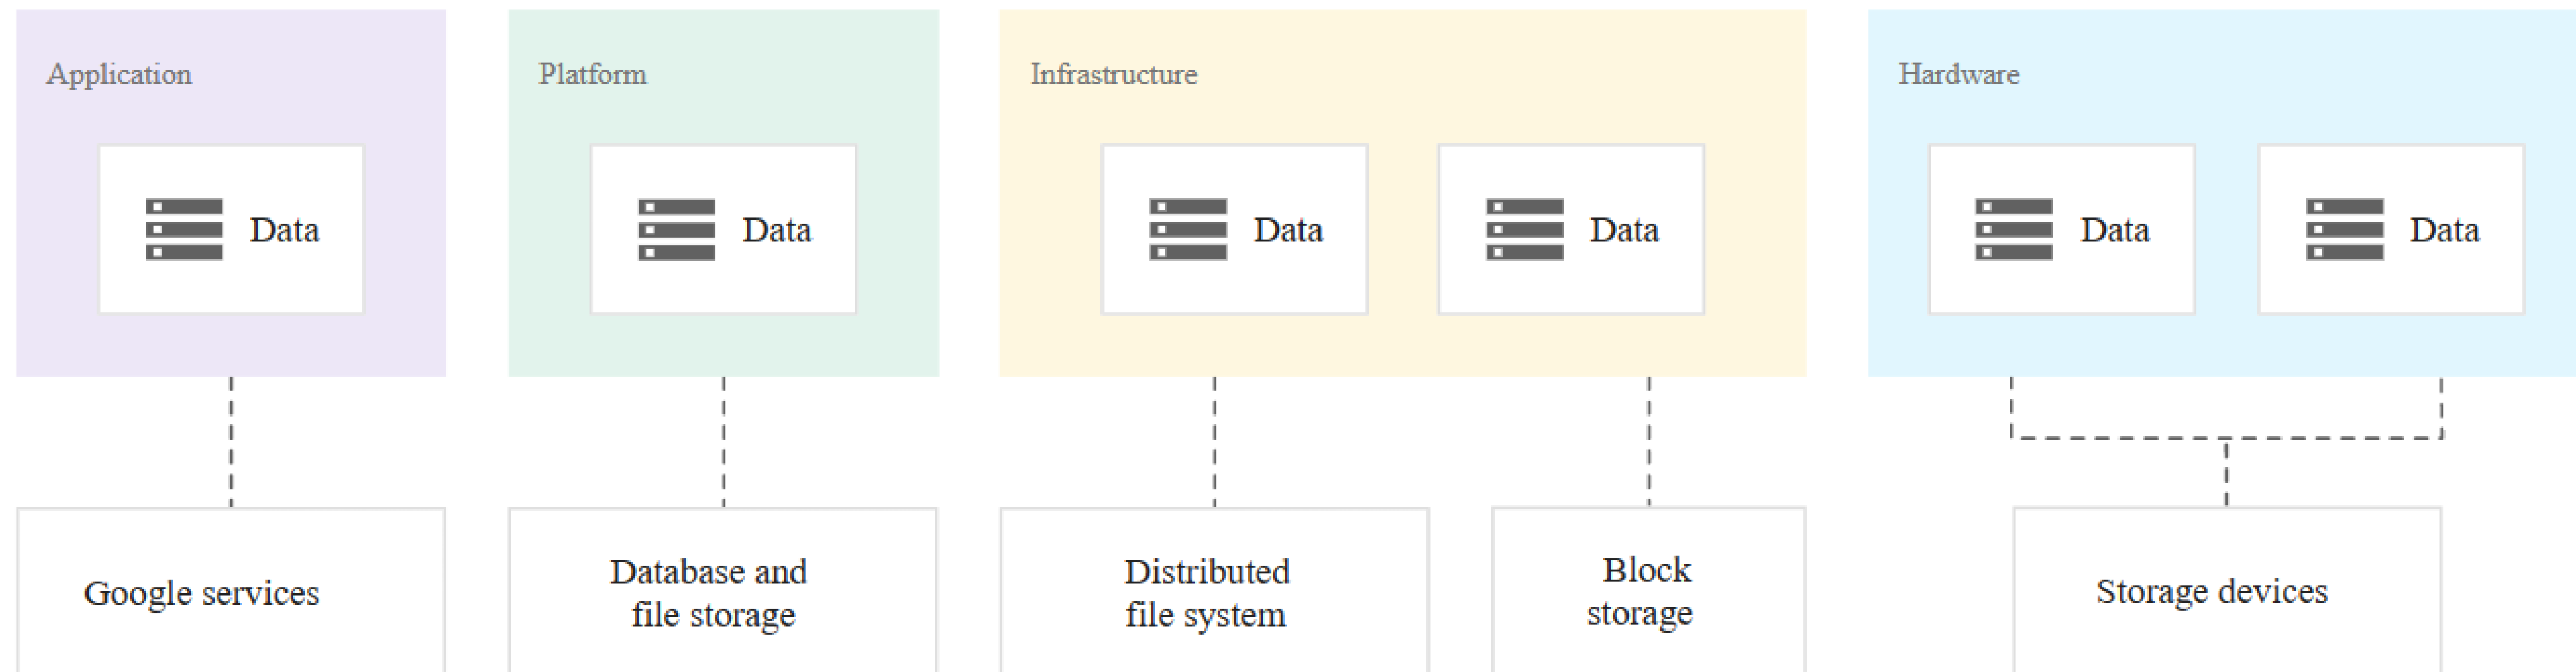 Application
Platform
Infrastructure
Hardware
Data
Data
Data
Data
Data
Data
Google services
Database and
file storage
Distributed
file system
Block
storage
Storage devices